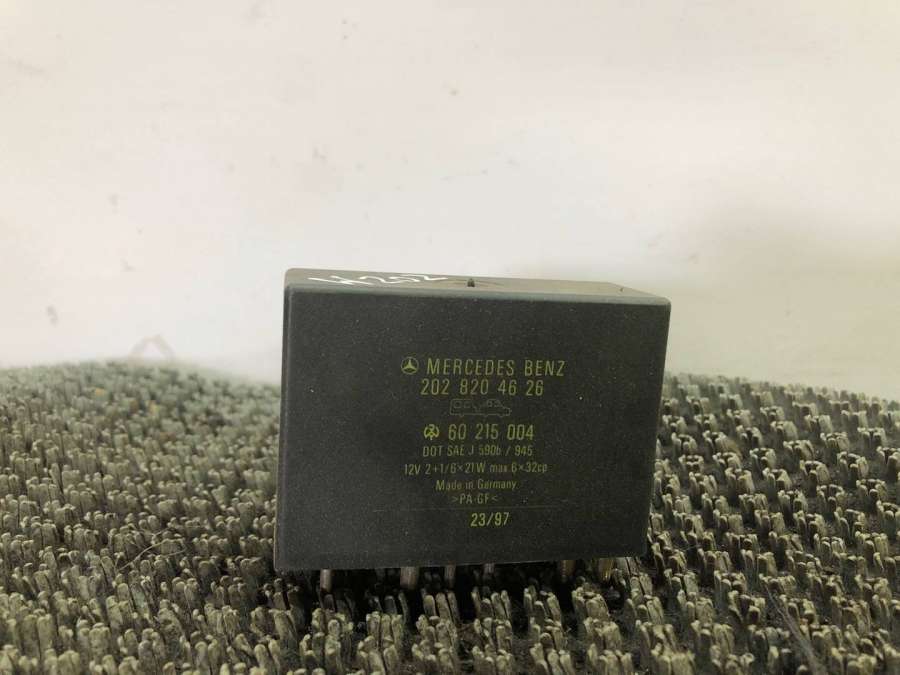 W202
MERCEDES BENZ
202 820 46 26
60 215 004
DOT SAE J 590b / 945
12V 2+1/6×21W max.6×32cp
Made in Germany
>PA-GF<
23/97